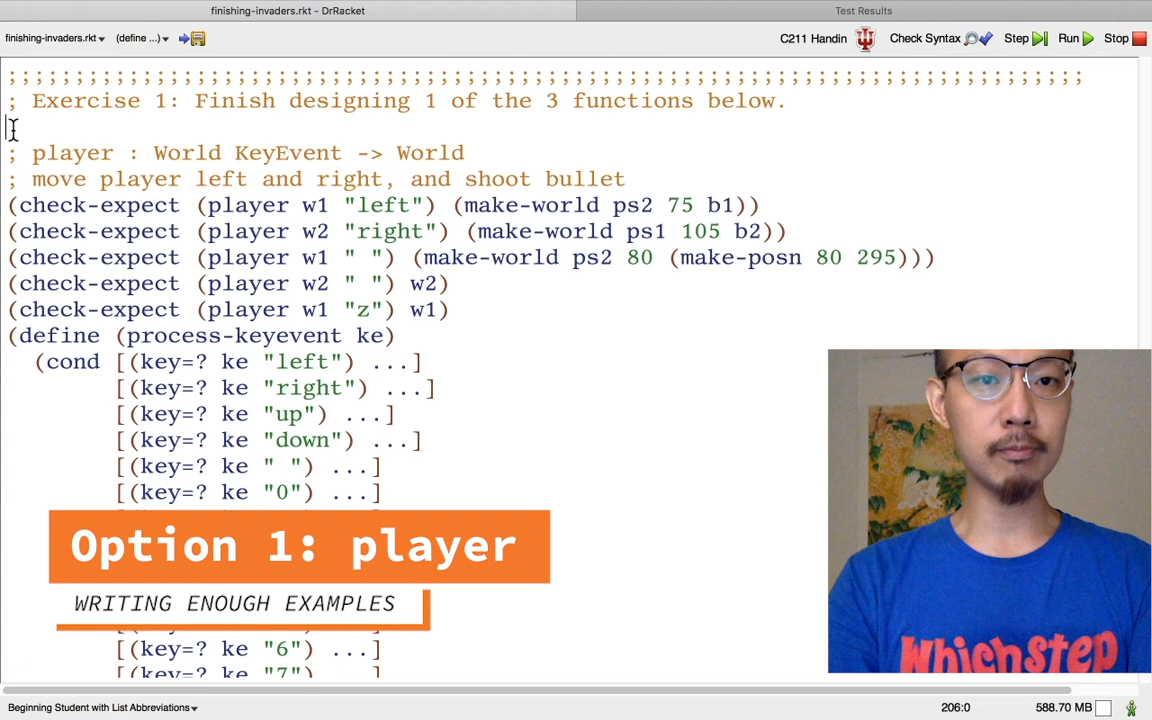 finishing-invaders.rkt - DrRacket
Test Results
finishing-invaders.rkt▾ (define ...)▾ C211 Handin Check Syntax Step Run Stop
;;;;;;;;;;;;;;;;;;;;;;;;;;;;;;;;;;;;;;;;;;;;;;;;;;;;;;;;;;;;;;;;;;;;;;;;;;;;;;;;
; Exercise 1: Finish designing 1 of the 3 functions below.
; player : World KeyEvent -> World
; move player left and right, and shoot bullet
(check-expect (player w1 "left") (make-world ps2 75 b1))
(check-expect (player w2 "right") (make-world ps1 105 b2))
(check-expect (player w1 " ") (make-world ps2 80 (make-posn 80 295)))
(check-expect (player w2 " ") w2)
(check-expect (player w1 "z") w1)
(define (process-keyevent ke)
(cond [(key=? ke "left") ...]
[(key=? ke "right") ...]
[(key=? ke "up") ...]
[(key=? ke "down") ...]
[(key=? ke " ") ...]
[(key=? ke "0") ...]
Option 1: player
WRITING ENOUGH EXAMPLES
[(key=? ke "6") ...]
[(key=? ke "7") ...]
Whichstep
Beginning Student with List Abbreviations▾ 206:0 588.70 MB